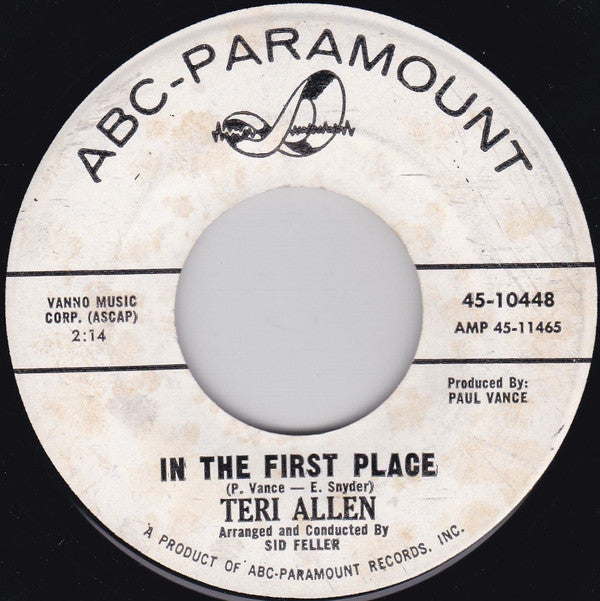 ABC-PARAMOUNT
VANNO MUSIC
CORP. (ASCAP)
2:14
45-10448
AMP 45-11465
Produced By:
PAUL VANCE
IN THE FIRST PLACE
(P. Vance — E. Snyder)
TERI ALLEN
Arranged and Conducted By
SID FELLER
A PRODUCT OF ABC-PARAMOUNT RECORDS, INC.